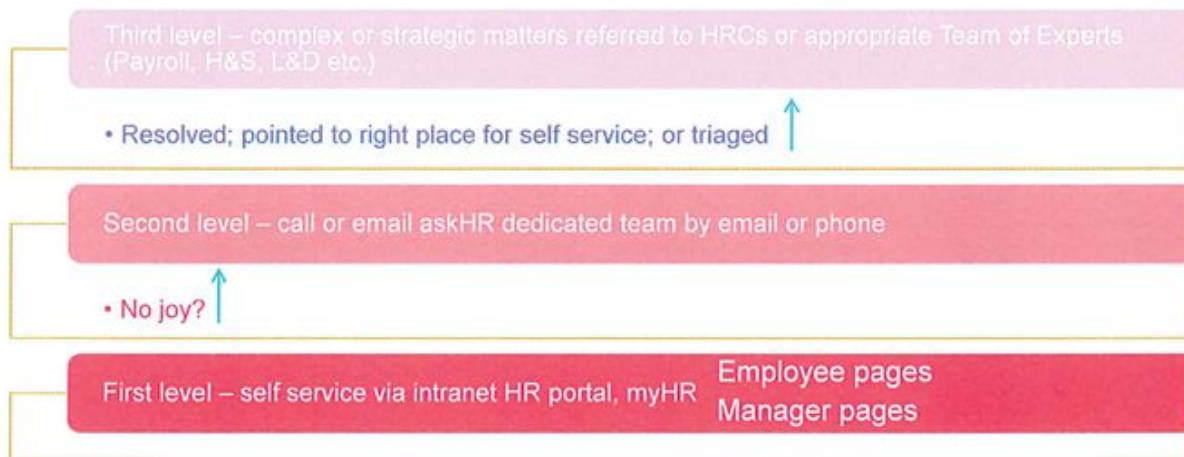 Third level – complex or strategic matters referred to HRCs or appropriate Team of Experts
(Payroll, H&S, L&D etc.)
• Resolved; pointed to right place for self service; or triaged
Second level – call or email askHR dedicated team by email or phone
• No joy?
First level – self service via intranet HR portal, myHR
Employee pages
Manager pages